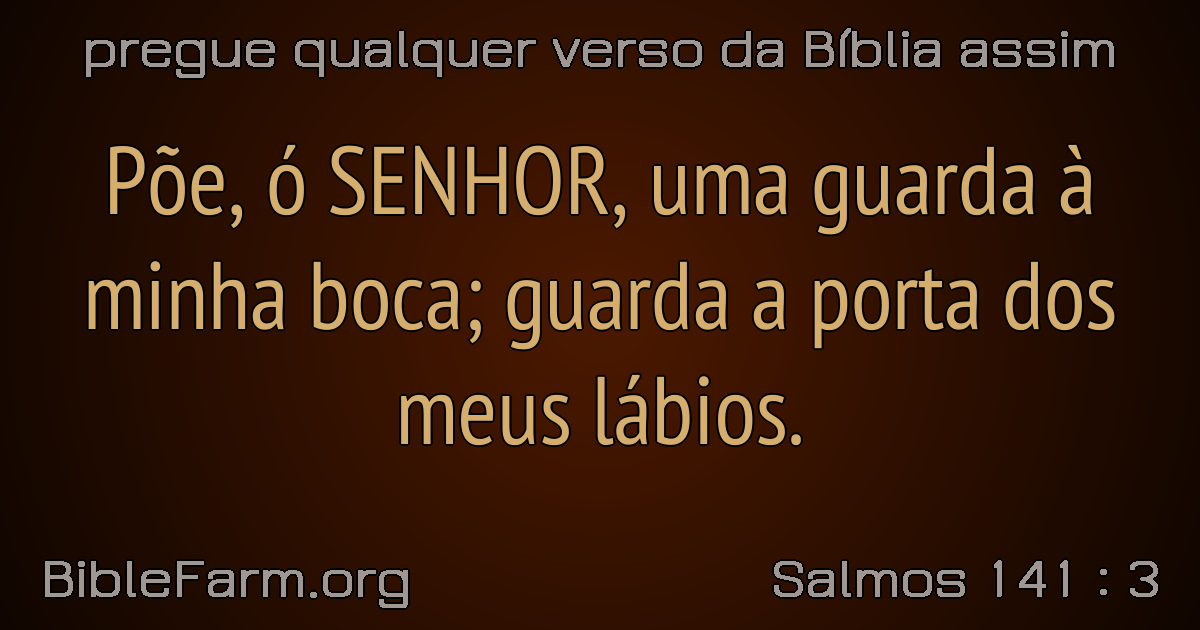 pregue qualquer verso da Bíblia assim
Põe, ó SENHOR, uma guarda à
minha boca; guarda a porta dos
meus lábios.
BibleFarm.org
Salmos 141 : 3